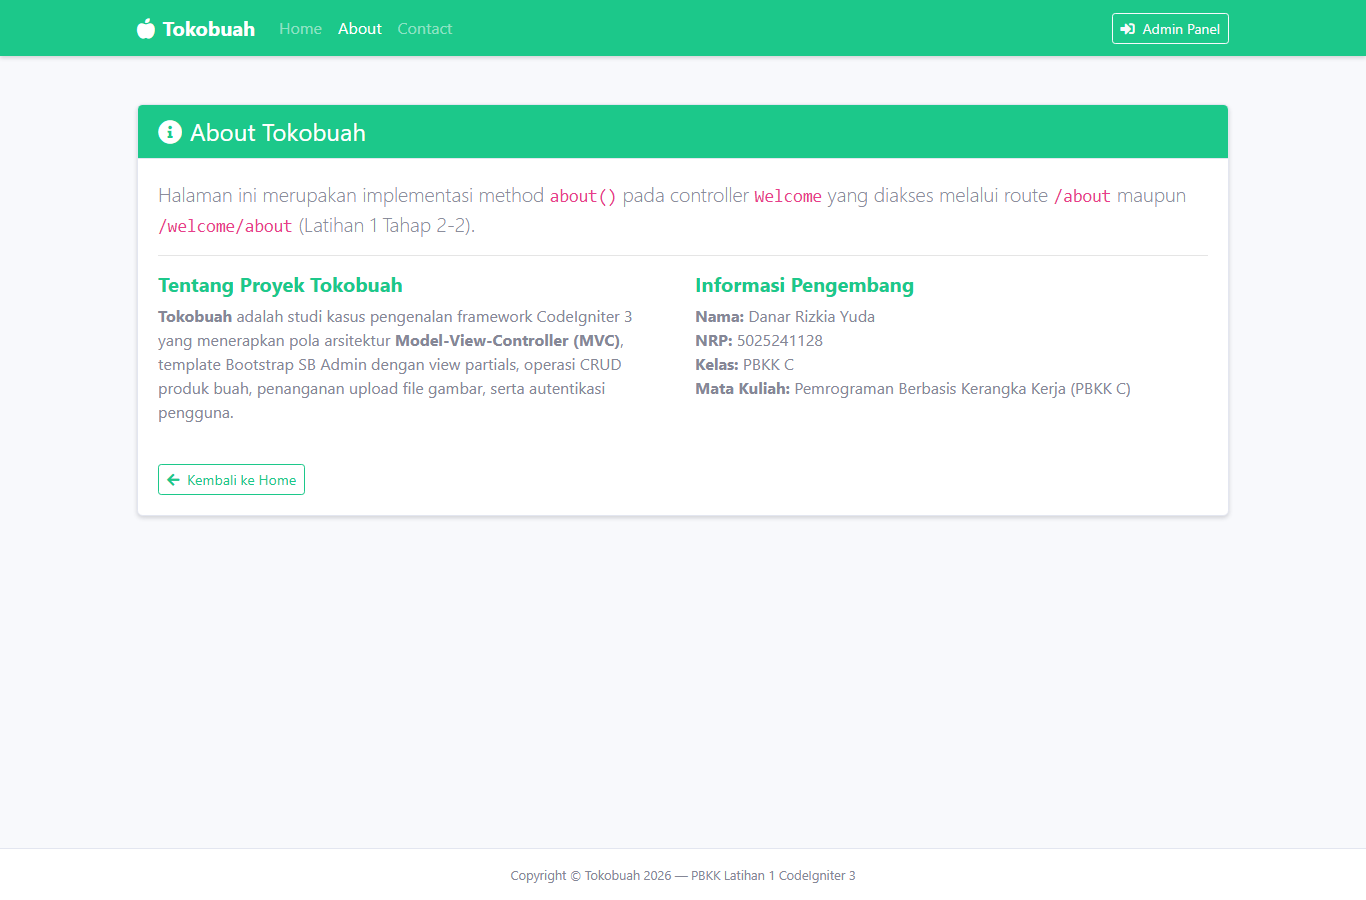 Tokobuah
Home
About
Contact
Admin Panel
About Tokobuah
Halaman ini merupakan implementasi method about() pada controller Welcome yang diakses melalui route /about maupun
/welcome/about (Latihan 1 Tahap 2-2).
Tentang Proyek Tokobuah
Tokobuah adalah studi kasus pengenalan framework CodeIgniter 3
yang menerapkan pola arsitektur Model-View-Controller (MVC),
template Bootstrap SB Admin dengan view partials, operasi CRUD
produk buah, penanganan upload file gambar, serta autentikasi
pengguna.
Informasi Pengembang
Nama: Danar Rizkia Yuda
NRP: 5025241128
Kelas: PBKK C
Mata Kuliah: Pemrograman Berbasis Kerangka Kerja (PBKK C)
Kembali ke Home
Copyright © Tokobuah 2026 — PBKK Latihan 1 CodeIgniter 3